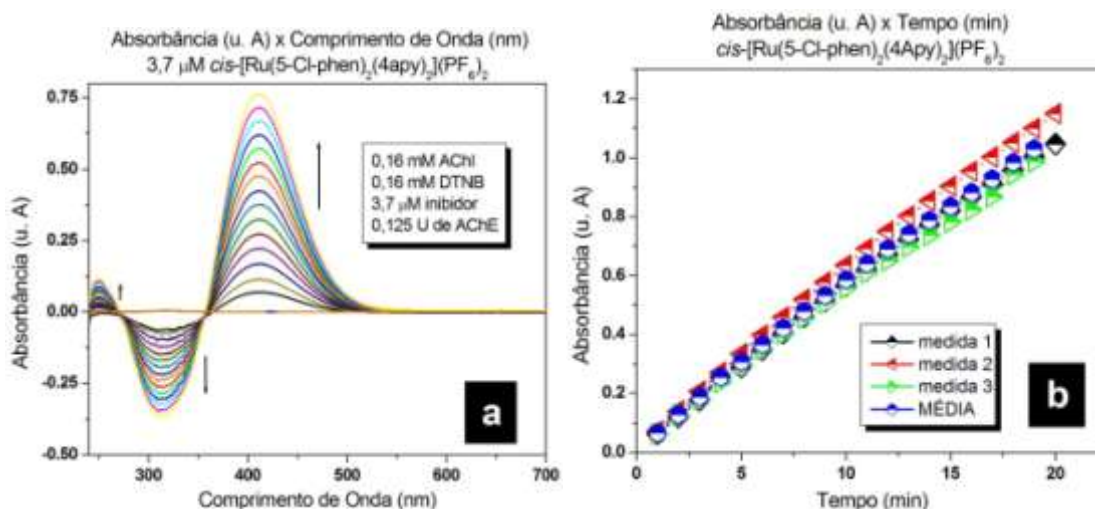 Absorbância (u. A) x Comprimento de Onda (nm)
3,7 μM cis-[Ru(5-Cl-phen)₂(4apy)₂](PF₆)₂
0.75
0.50
0.25
0.00
-0.25
-0.50
Absorbância (u. A)
0,16 mM AChI
0,16 mM DTNB
3,7 μM inibidor
0,125 U de AChE
a
300
400
500
600
700
Comprimento de Onda (nm)
Absorbância (u. A) x Tempo (min)
cis-[Ru(5-Cl-phen)₂(4Apy)₂](PF₆)₂
1.2
1.0
0.8
0.6
0.4
0.2
0.0
Absorbância (u. A)
medida 1
medida 2
medida 3
MÉDIA
b
0
5
10
15
20
Tempo (min)